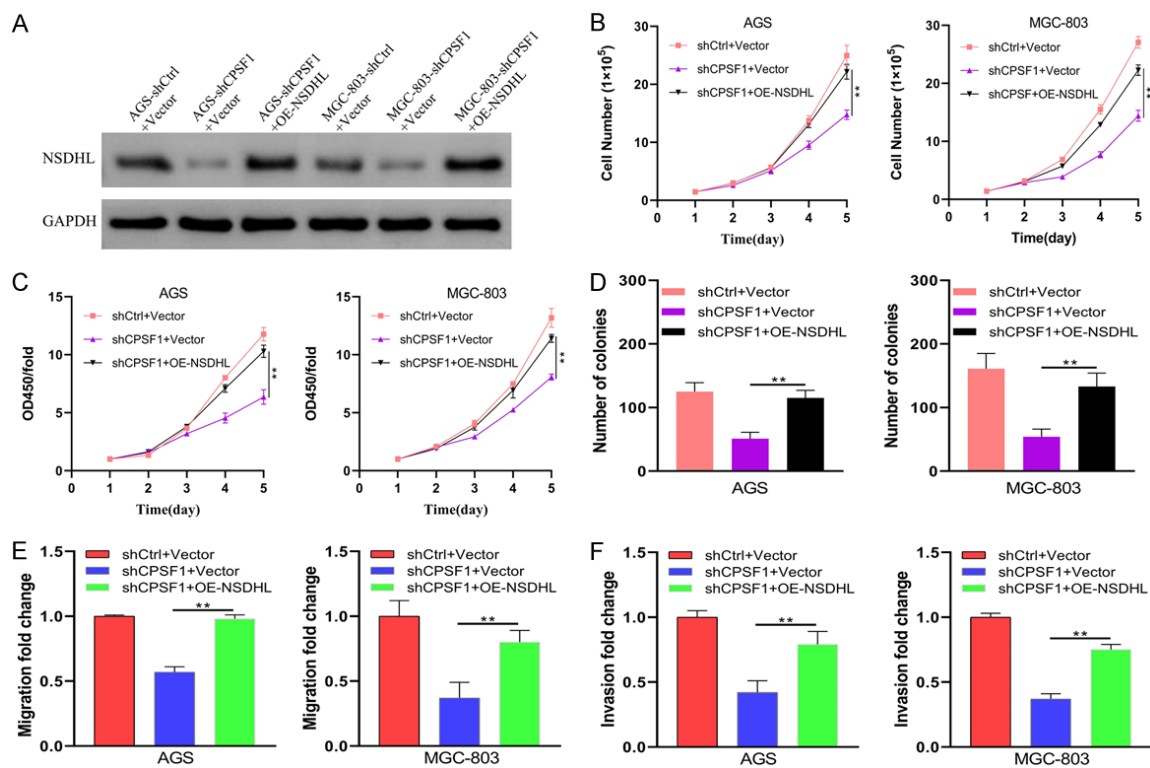 A
AGS-shCtrl
+Vector
AGS-shCPSF1
+Vector
AGS-shCPSF1
+OE-NSDHL
MGC-803-shCtrl
+Vector
MGC-803-shCPSF1
+Vector
MGC-803-shCPSF1
+OE-NSDHL
NSDHL
GAPDH
B
AGS
Cell Number (1×10⁵)
30
20
10
0
shCtrl+Vector
shCPSF1+Vector
shCPSF1+OE-NSDHL
**
0 1 2 3 4 5
Time(day)
MGC-803
Cell Number (1×10⁵)
30
20
10
0
shCtrl+Vector
shCPSF1+Vector
shCPSF+OE-NSDHL
**
0 1 2 3 4 5
Time(day)
C
AGS
OD450/fold
15
10
5
0
shCtrl+Vector
shCPSF1+Vector
shCPSF1+OE-NSDHL
**
0 1 2 3 4 5
Time(day)
MGC-803
OD450/fold
15
10
5
0
shCtrl+Vector
shCPSF1+Vector
shCPSF1+OE-NSDHL
**
0 1 2 3 4 5
Time(day)
D
Number of colonies
300
200
100
0
shCtrl+Vector
shCPSF1+Vector
shCPSF1+OE-NSDHL
**
AGS
Number of colonies
300
200
100
0
shCtrl+Vector
shCPSF1+Vector
shCPSF1+OE-NSDHL
**
MGC-803
E
Migration fold change
1.5
1.0
0.5
0.0
shCtrl+Vector
shCPSF1+Vector
shCPSF1+OE-NSDHL
**
AGS
Migration fold change
1.5
1.0
0.5
0.0
shCtrl+Vector
shCPSF1+Vector
shCPSF1+OE-NSDHL
**
MGC-803
F
Invasion fold change
1.5
1.0
0.5
0.0
shCtrl+Vector
shCPSF1+Vector
shCPSF1+OE-NSDHL
**
AGS
Invasion fold change
1.5
1.0
0.5
0.0
shCtrl+Vector
shCPSF1+Vector
shCPSF1+OE-NSDHL
**
MGC-803